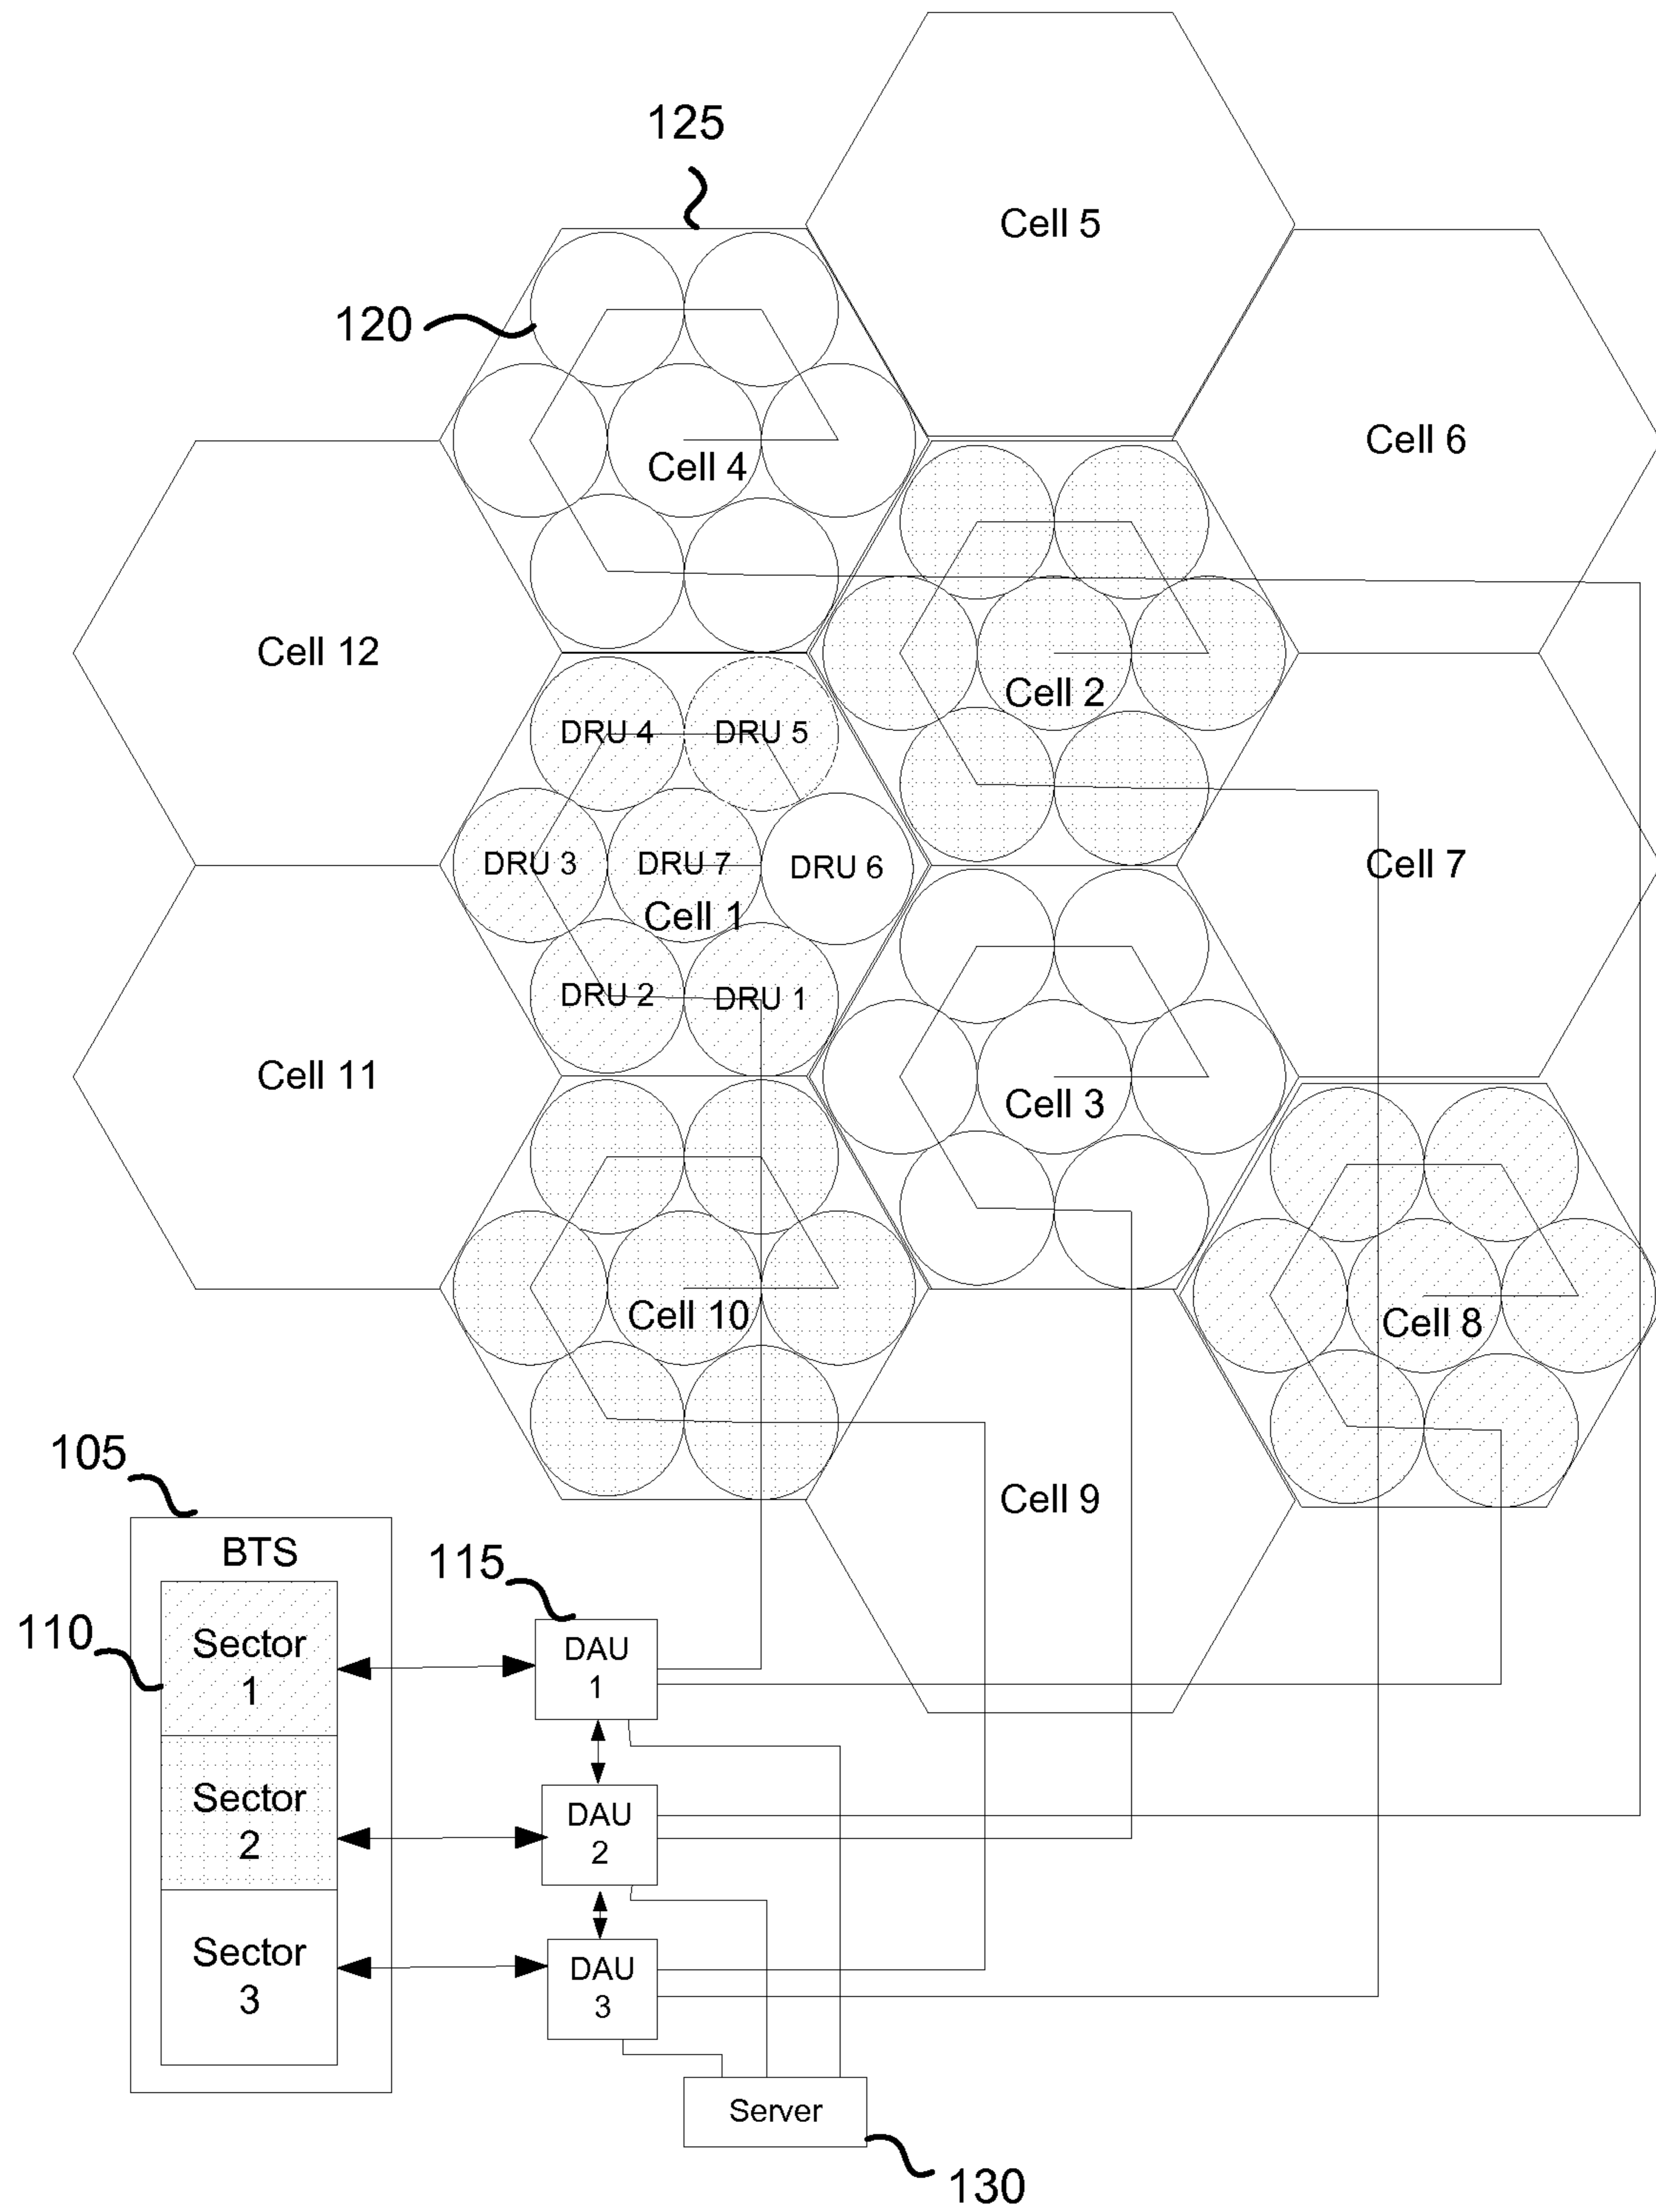 125
Cell 5
120
Cell 6
Cell 4
Cell 12
Cell 2
DRU 4
DRU 5
DRU 3
DRU 7
DRU 6
Cell 7
Cell 1
DRU 2
DRU 1
Cell 11
Cell 3
Cell 10
Cell 8
105
Cell 9
BTS
115
110
Sector
1
DAU
1
Sector
2
DAU
2
Sector
3
DAU
3
Server
130